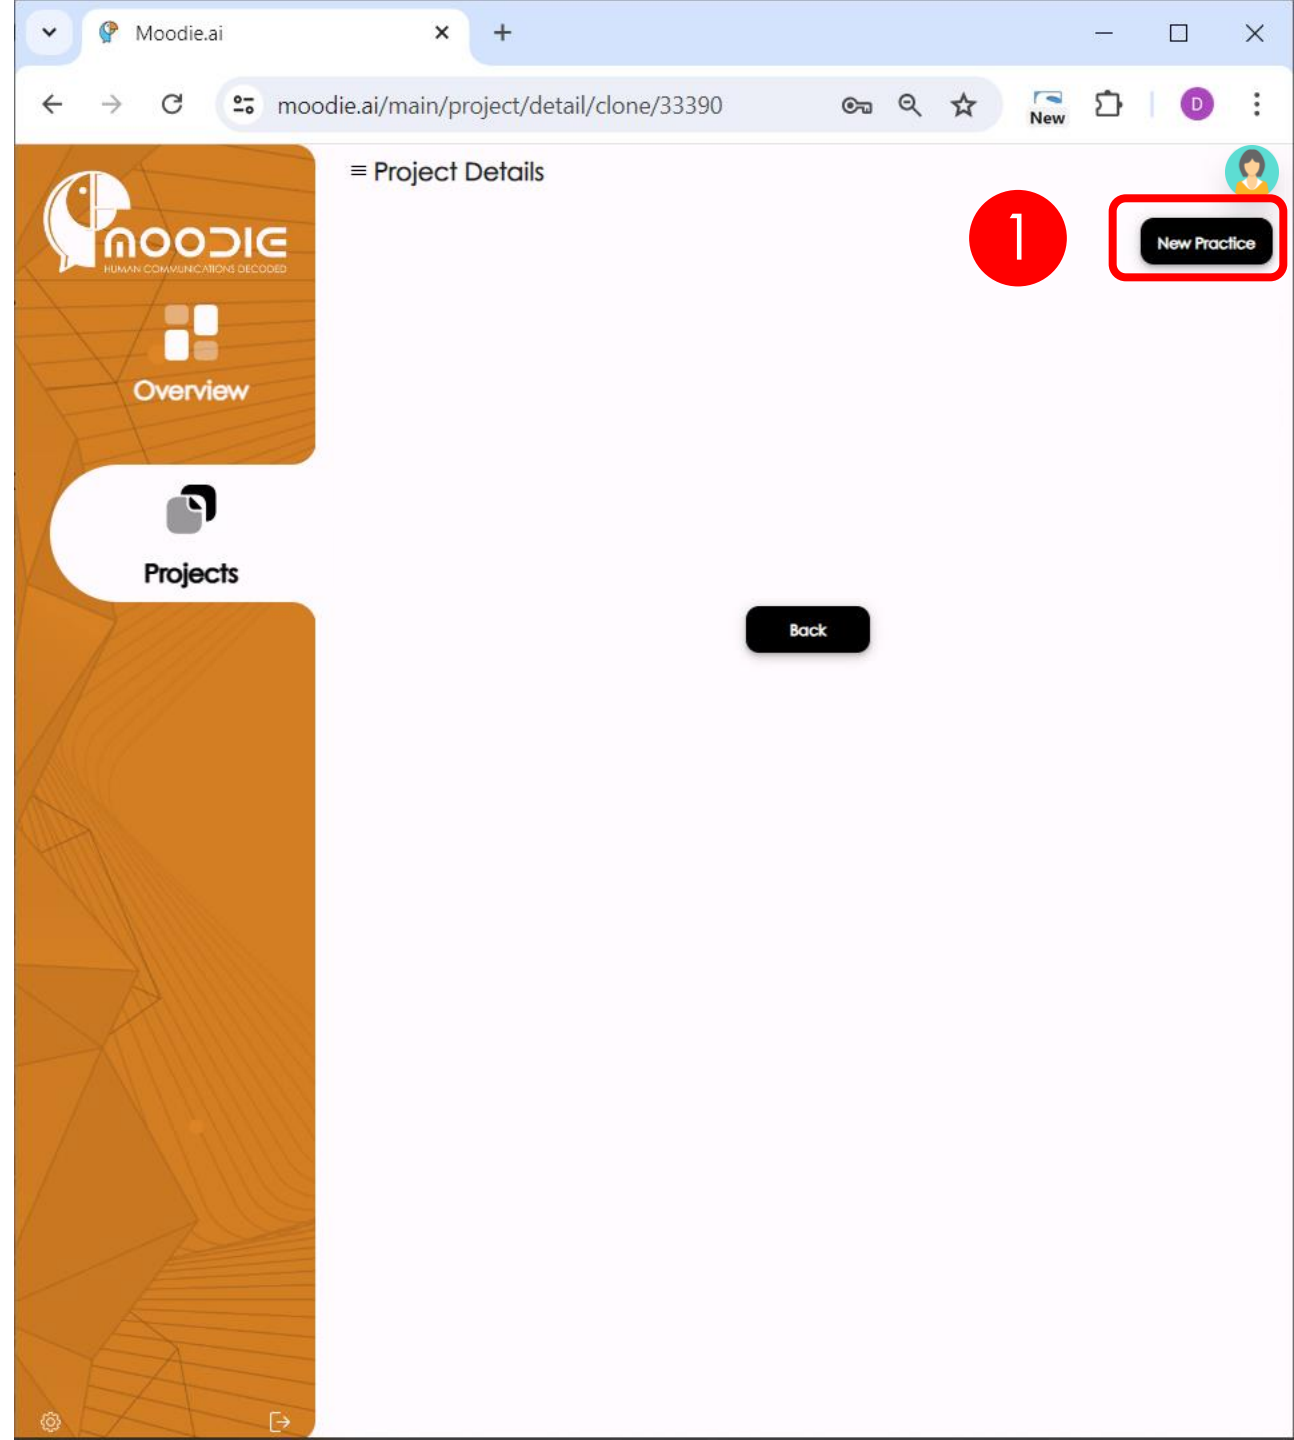 Moodie.ai
moodie.ai/main/project/detail/clone/33390
New
D
MOODIE
HUMAN COMMUNICATIONS DECODED
Project Details
1
New Practice
Overview
Projects
Back